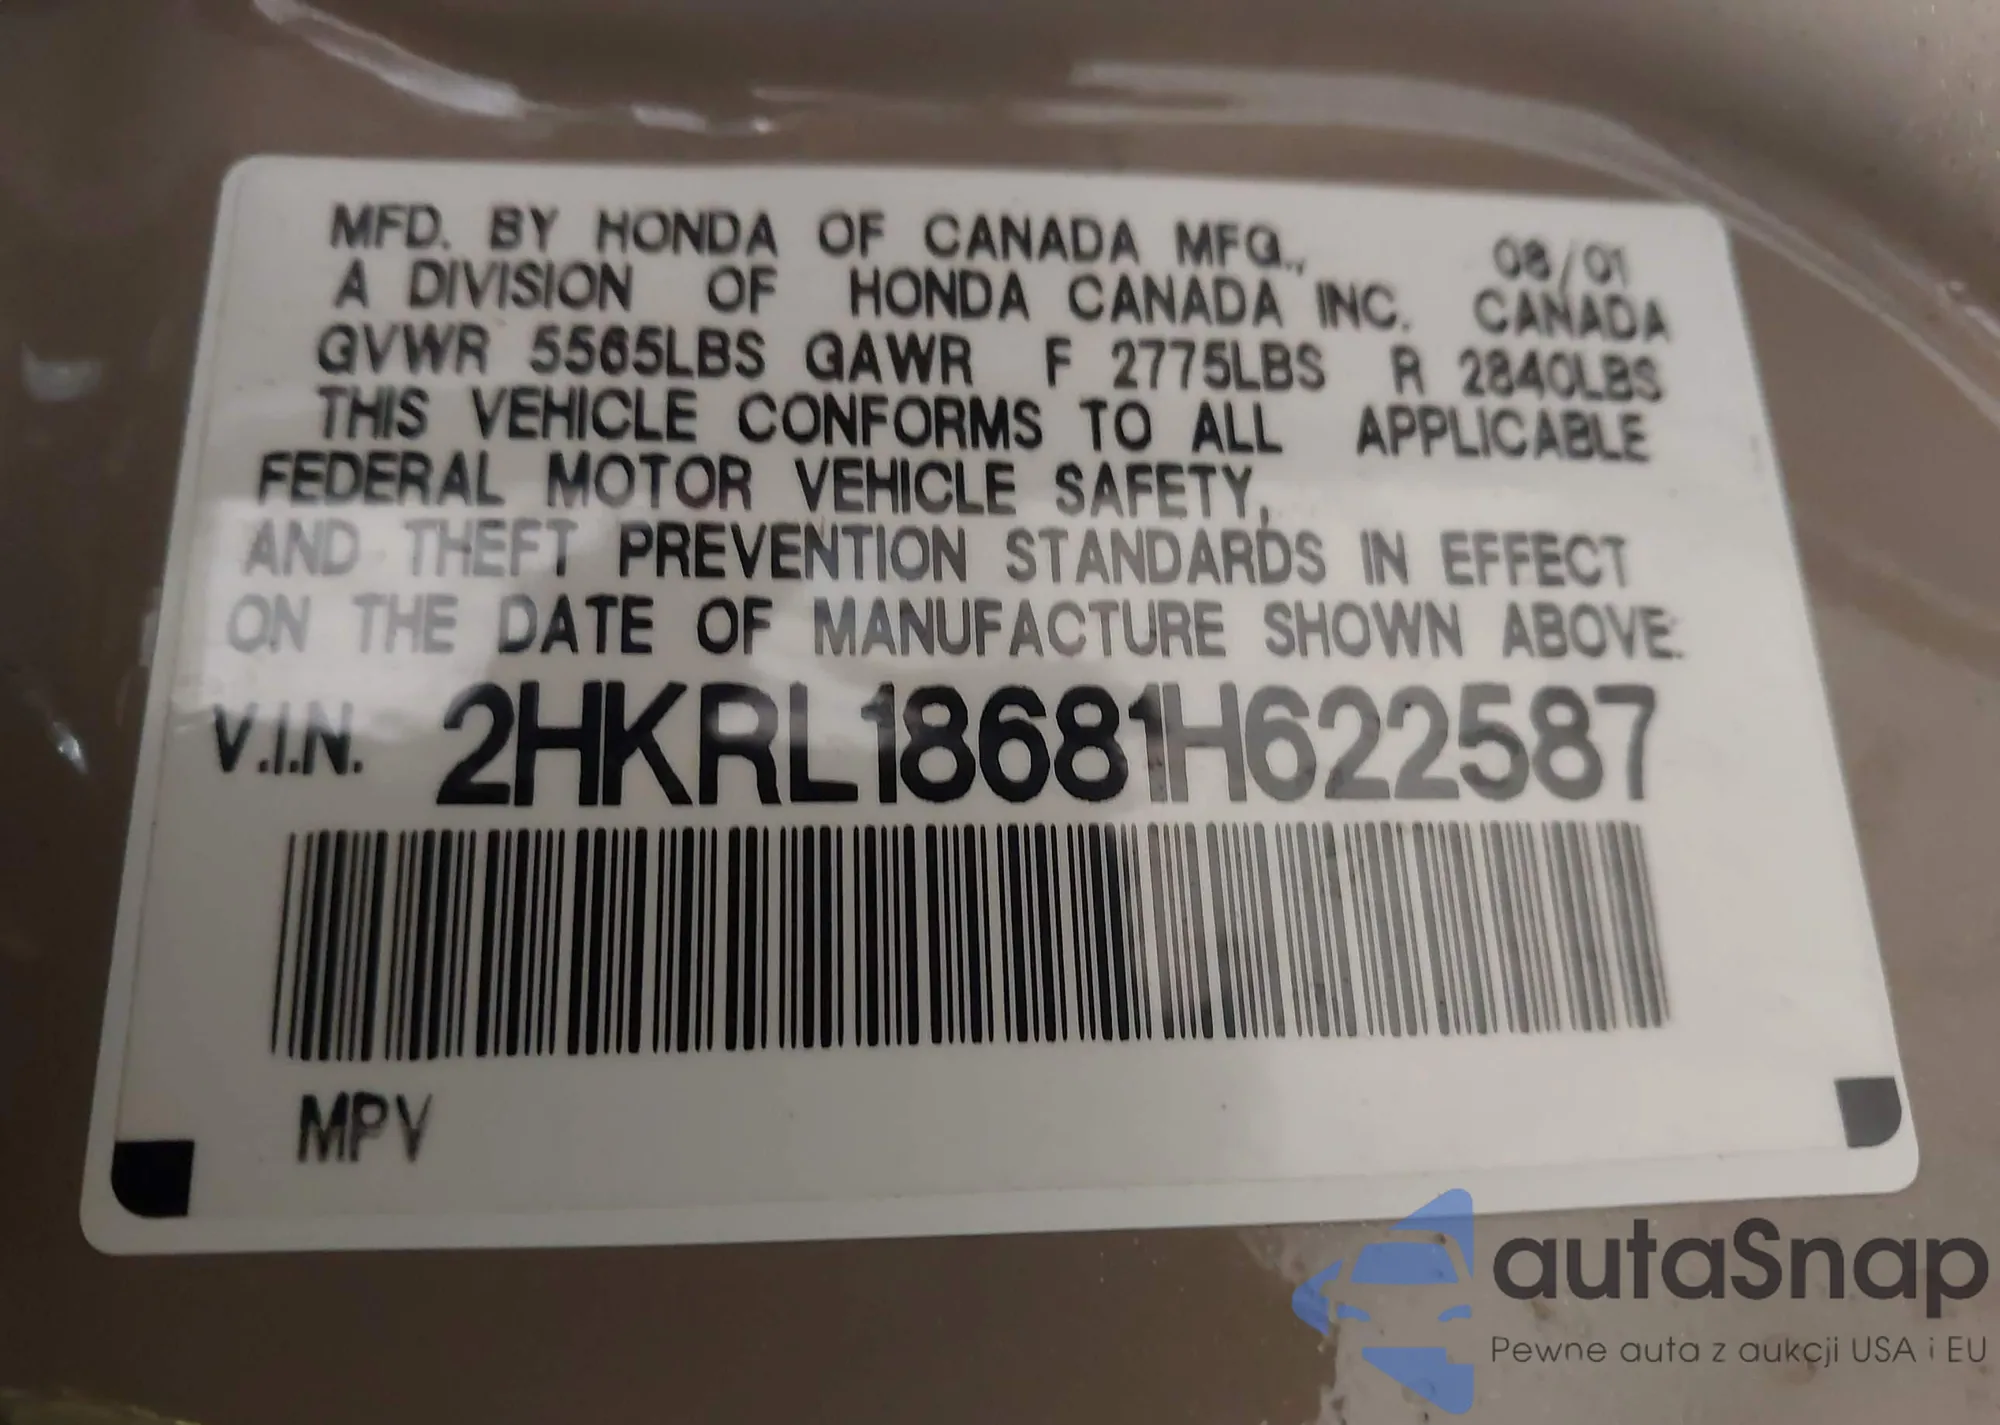 MFD. BY HONDA OF CANADA MFG., 08/01
A DIVISION OF HONDA CANADA INC. CANADA
GVWR 5565LBS GAWR F 2775LBS R 2840LBS
THIS VEHICLE CONFORMS TO ALL APPLICABLE
FEDERAL MOTOR VEHICLE SAFETY,
AND THEFT PREVENTION STANDARDS IN EFFECT
ON THE DATE OF MANUFACTURE SHOWN ABOVE.
V.I.N. 2HKRL18681H622587
MPV
autaSnap
Pewne auta z aukcji USA i EU